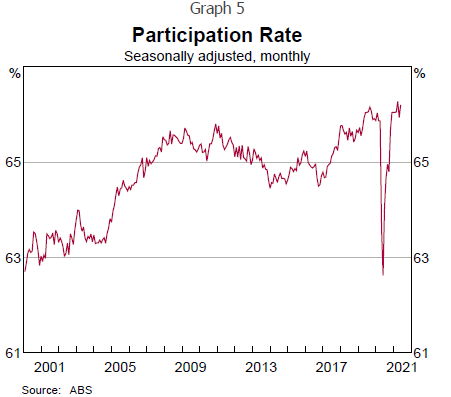 Graph 5
Participation Rate
Seasonally adjusted, monthly
% %
65 65
63 63
61 61
2001 2005 2009 2013 2017 2021
Source: ABS